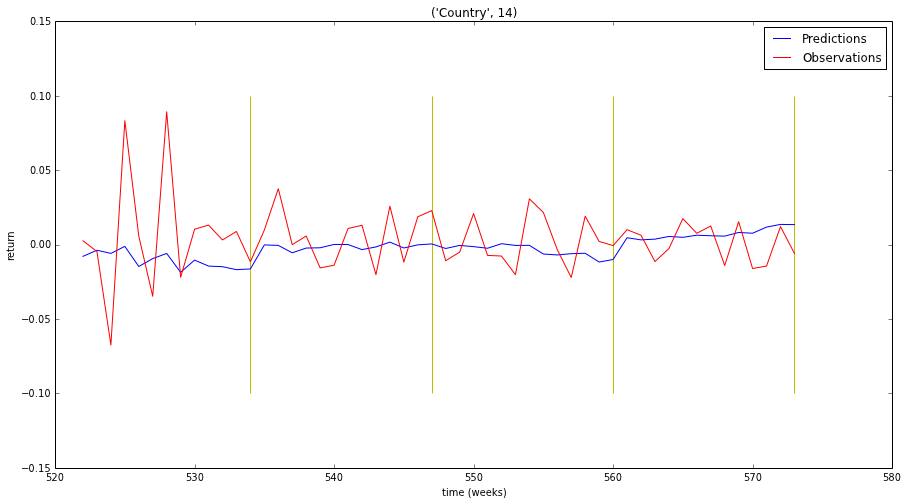 ('Country', 14)
Predictions
Observations
0.15
0.10
0.05
0.00
−0.05
−0.10
−0.15
return
520
530
540
550
560
570
580
time (weeks)